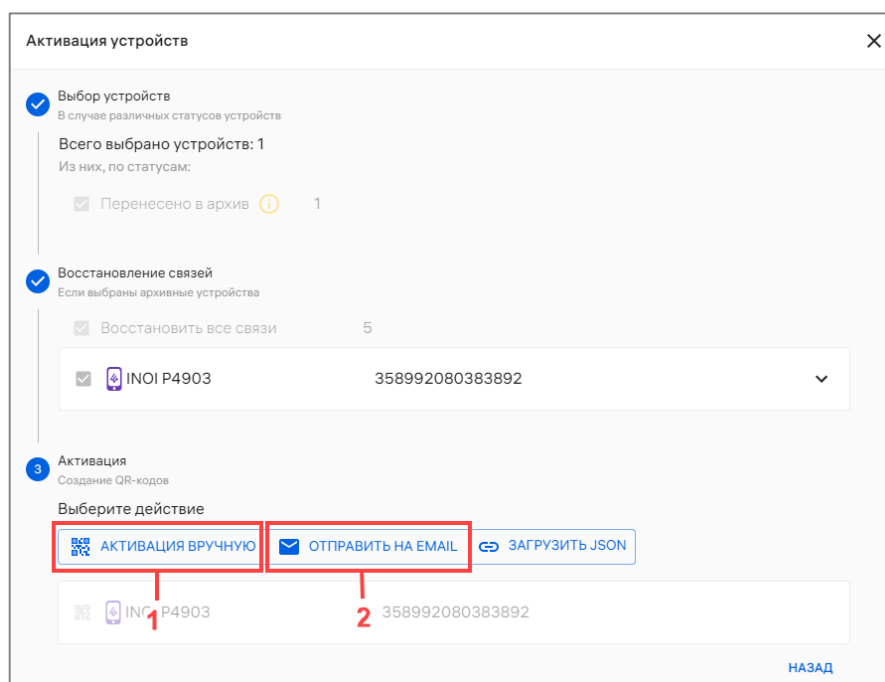 Активация устройств
Выбор устройств
В случае различных статусов устройств
Всего выбрано устройств: 1
Из них, по статусам:
Перенесено в архив 1
Восстановление связей
Если выбраны архивные устройства
Восстановить все связи 5
INOI P4903 358992080383892
3 Активация
Создание QR-кодов
Выберите действие
АКТИВАЦИЯ ВРУЧНУЮ ОТПРАВИТЬ НА EMAIL ЗАГРУЗИТЬ JSON
INOI P4903 358992080383892
1 2
НАЗАД